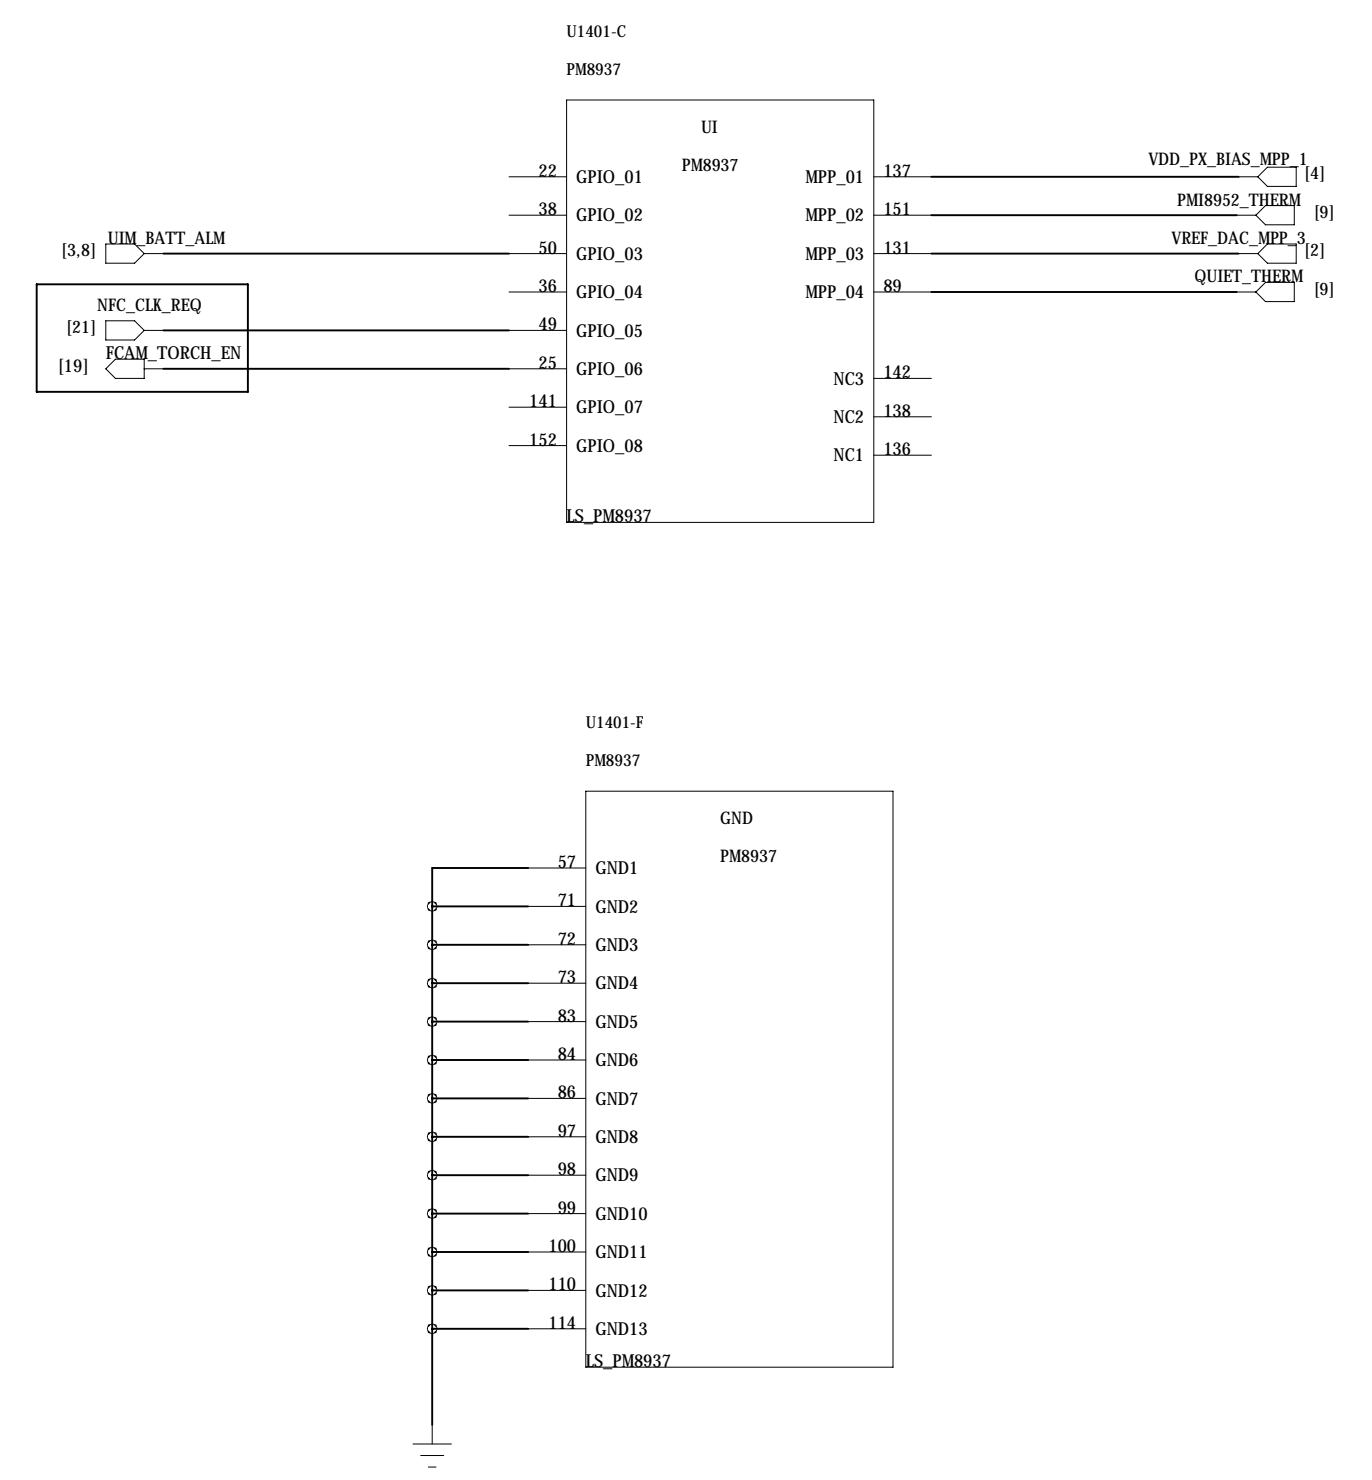 U1401-C
PM8937
UI
PM8937
VDD_PX_BIAS_MPP_1
22 GPIO_01 MPP_01 137 [4]
PMI8952_THERM
38 GPIO_02 MPP_02 151 [9]
UIM_BATT_ALM VREF_DAC_MPP_3
[3,8] 50 GPIO_03 MPP_03 131 [2]
QUIET_THERM
36 GPIO_04 MPP_04 89 [9]
NFC_CLK_REQ
[21] 49 GPIO_05
FCAM_TORCH_EN
[19] 25 GPIO_06
NC3 142
141 GPIO_07
NC2 138
152 GPIO_08
NC1 136
LS_PM8937
U1401-F
PM8937
GND
PM8937
57 GND1
71 GND2
72 GND3
73 GND4
83 GND5
84 GND6
86 GND7
97 GND8
98 GND9
99 GND10
100 GND11
110 GND12
114 GND13
LS_PM8937